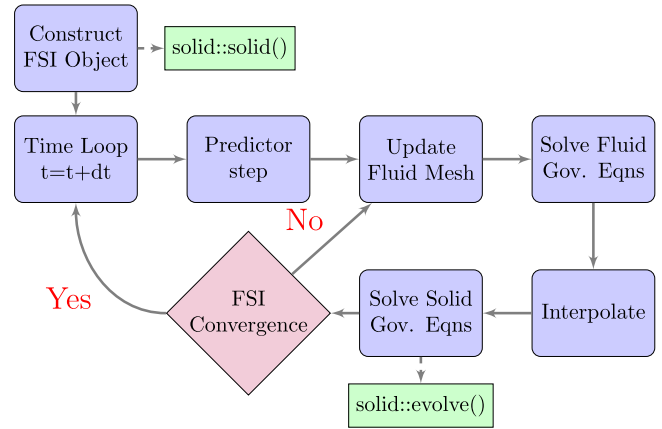 Construct
FSI Object
solid::solid()
Time Loop
t=t+dt
Predictor
step
Update
Fluid Mesh
Solve Fluid
Gov. Eqns
No
Yes
FSI
Convergence
Solve Solid
Gov. Eqns
Interpolate
solid::evolve()